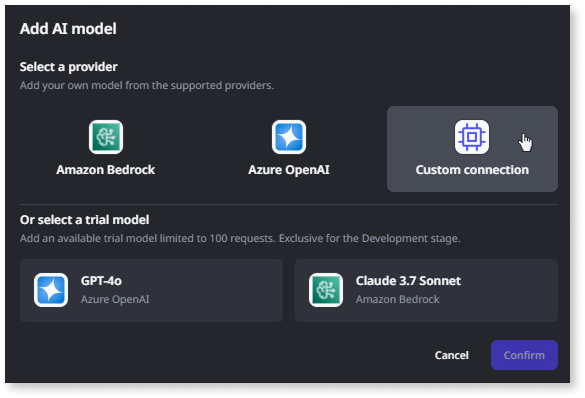 Add AI model
Select a provider
Add your own model from the supported providers.
Amazon Bedrock
Azure OpenAI
Custom connection
Or select a trial model
Add an available trial model limited to 100 requests. Exclusive for the Development stage.
GPT-4o
Azure OpenAI
Claude 3.7 Sonnet
Amazon Bedrock
Cancel
Confirm